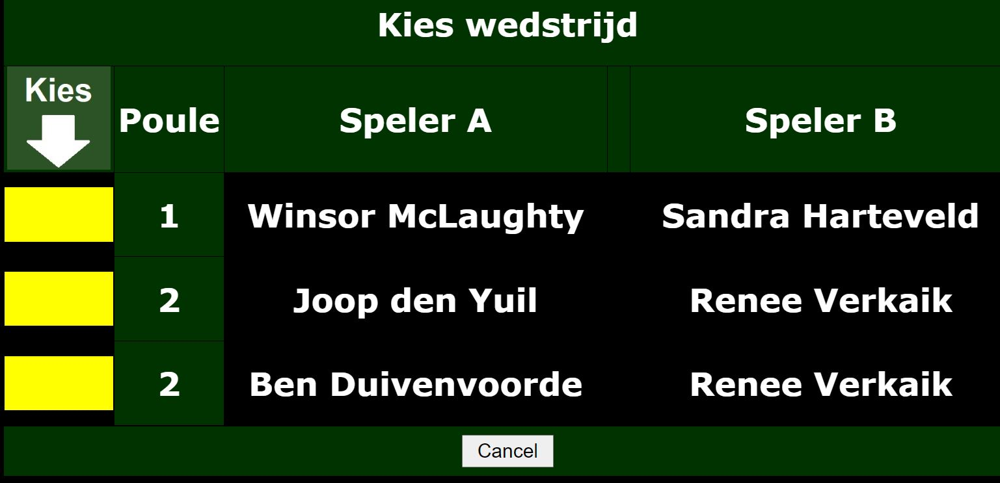 Kies wedstrijd
Kies
Poule Speler A Speler B
1 Winsor McLaughty Sandra Harteveld
2 Joop den Yuil Renee Verkaik
2 Ben Duivenvoorde Renee Verkaik
Cancel